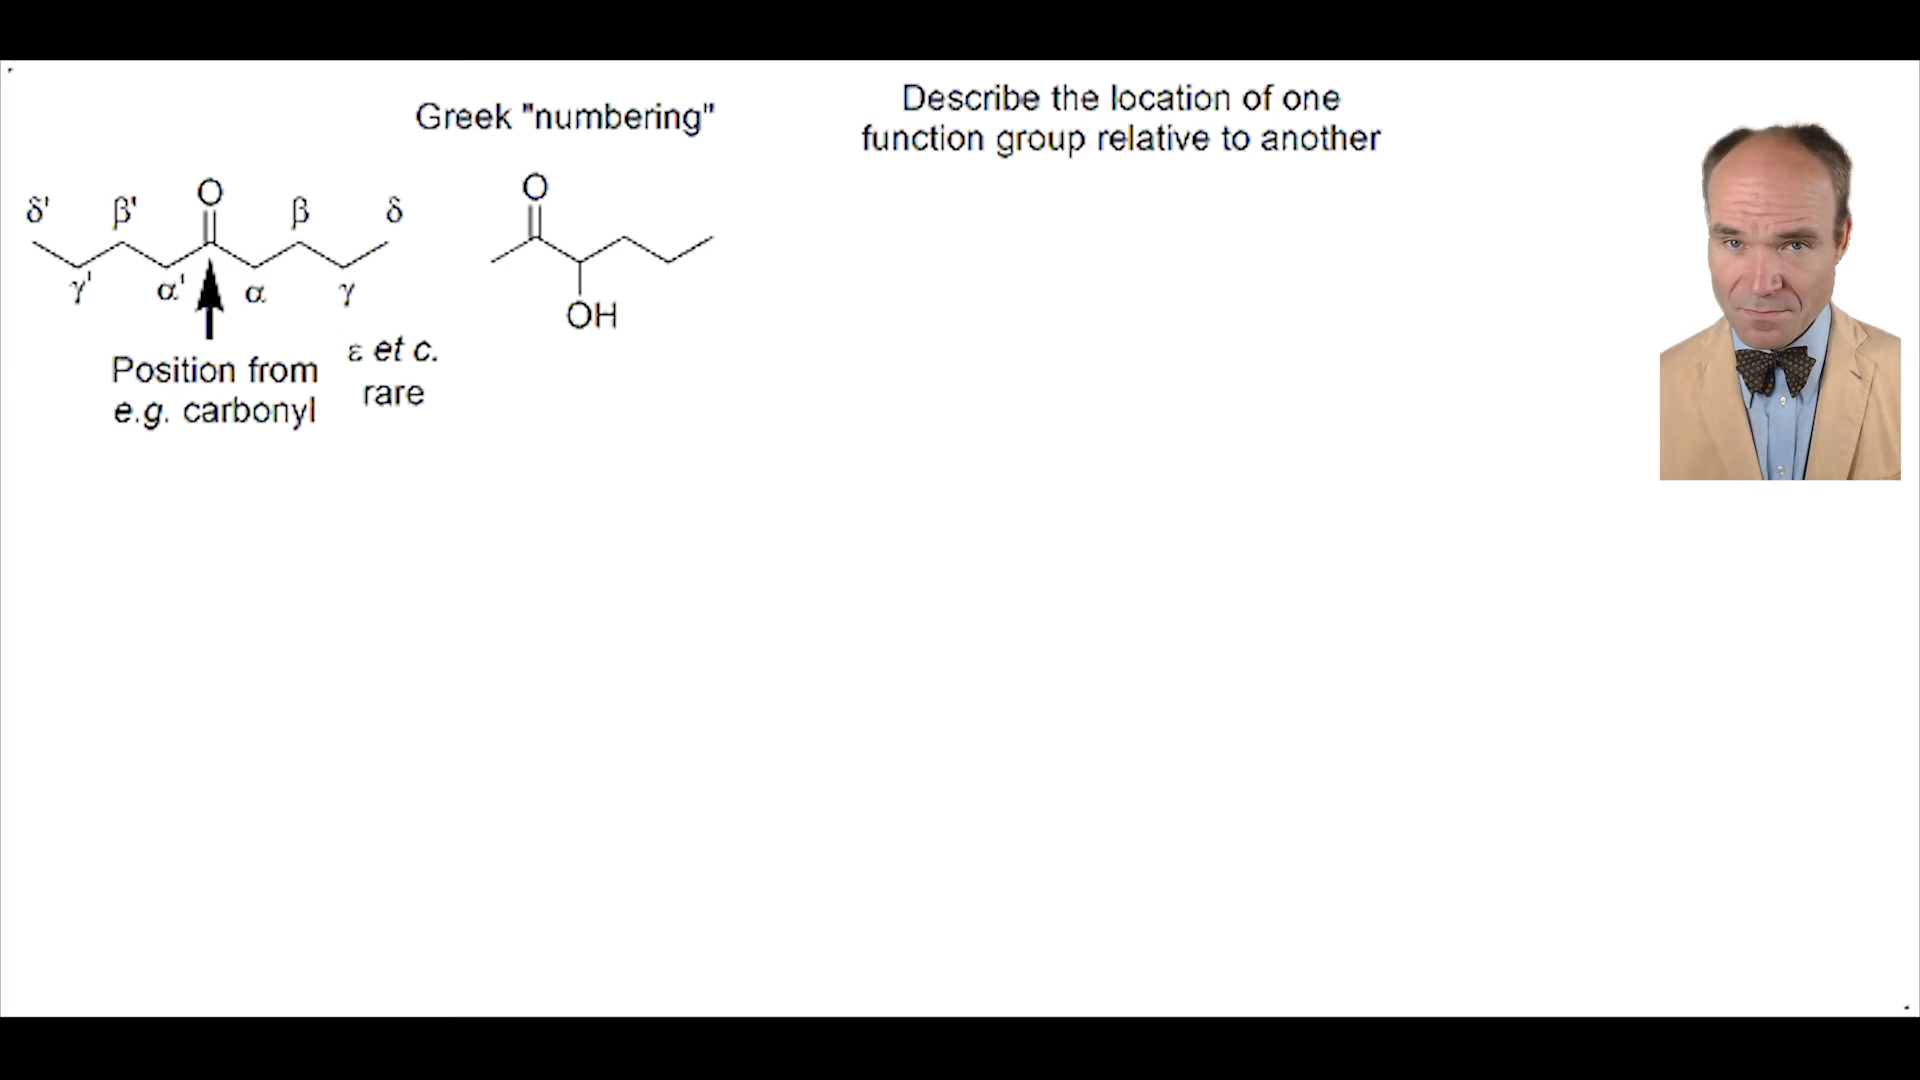 Greek "numbering"
Describe the location of one
function group relative to another
O
δ' β' β δ
γ' α' α γ
Position from
e.g. carbonyl
ε et c.
rare
O
OH